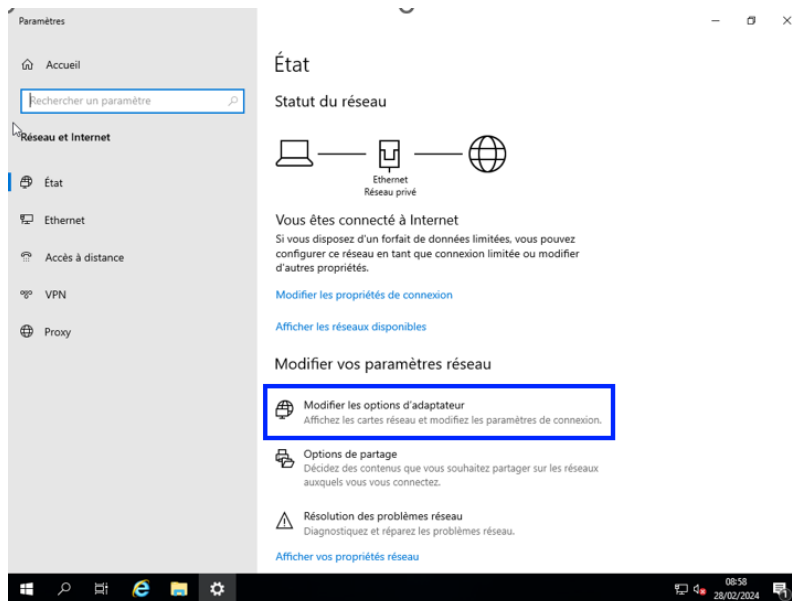 Paramètres
Accueil
Rechercher un paramètre
Réseau et Internet
État
Ethernet
Accès à distance
VPN
Proxy
État
Statut du réseau
Ethernet
Réseau privé
Vous êtes connecté à Internet
Si vous disposez d'un forfait de données limitées, vous pouvez
configurer ce réseau en tant que connexion limitée ou modifier
d'autres propriétés.
Modifier les propriétés de connexion
Afficher les réseaux disponibles
Modifier vos paramètres réseau
Modifier les options d'adaptateur
Affichez les cartes réseau et modifiez les paramètres de connexion.
Options de partage
Décidez des contenus que vous souhaitez partager sur les réseaux
auxquels vous vous connectez.
Résolution des problèmes réseau
Diagnostiquez et réparez les problèmes réseau.
Afficher vos propriétés réseau
08:58
28/02/2024
1